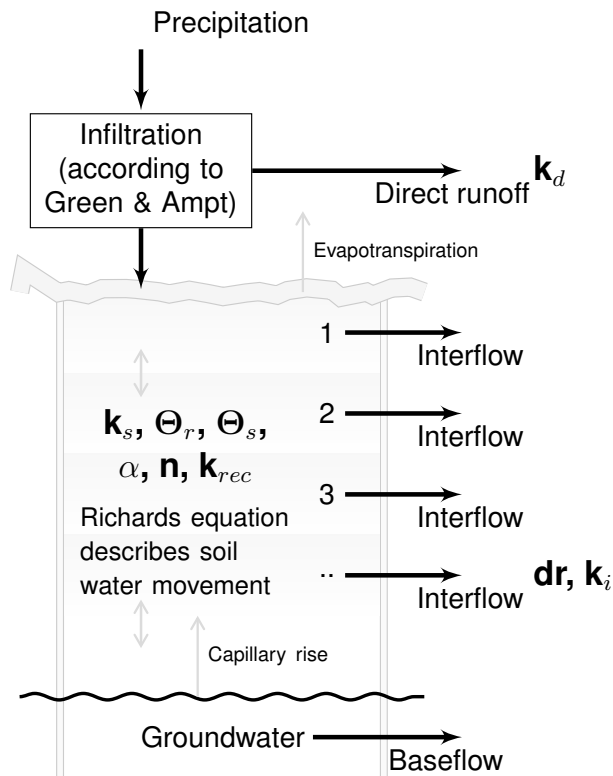 Precipitation
Infiltration
(according to
Green & Ampt)
k_d
Direct runoff
Evapotranspiration
1
Interflow
k_s, Θ_r, Θ_s,
2
Interflow
α, n, k_rec
3
Interflow
Richards equation
describes soil
water movement
..
Interflow
dr, k_i
Capillary rise
Groundwater
Baseflow